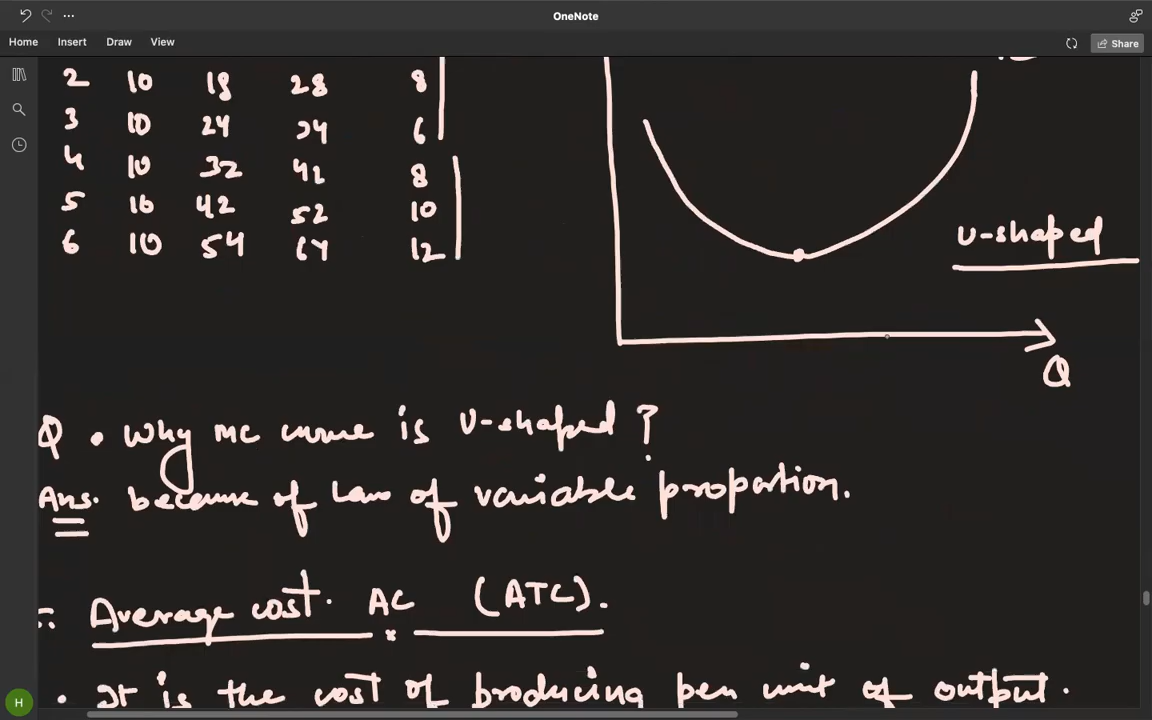 OneNote
Home Insert Draw View
Share
2 10 18 28 8
3 10 24 34 6
4 10 32 42 8
5 10 42 52 10
6 10 54 64 12
U-shaped
Q
Q. Why MC curve is U-shaped?
Ans. because of Law of variable proportion.
Average cost. AC (ATC).
• It is the cost of producing per unit of output.
H